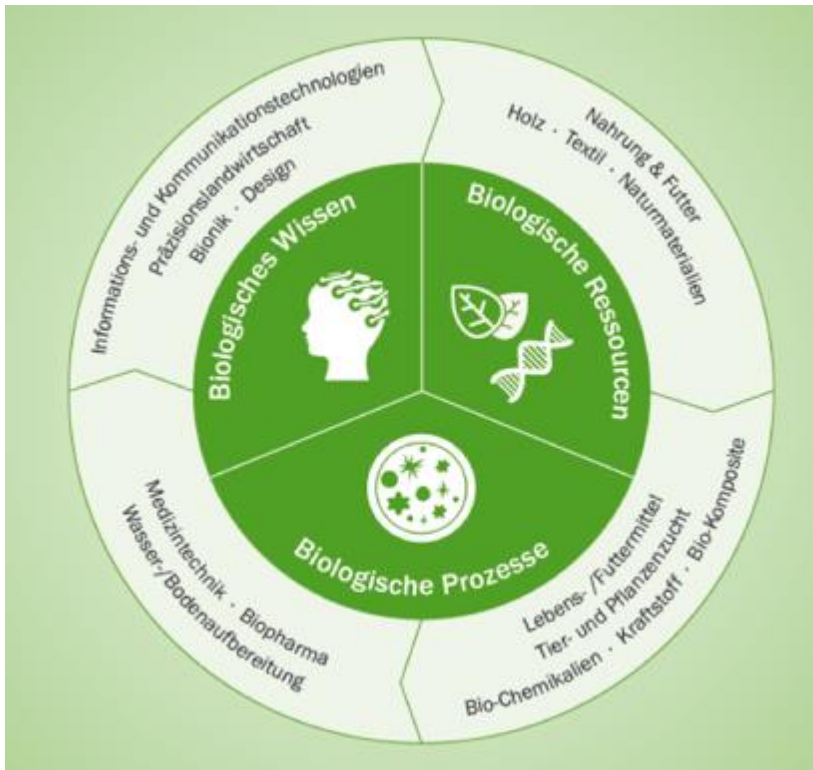 Informations- und Kommunikationstechnologien
Präzisionslandwirtschaft
Bionik · Design
Nahrung & Futter
Holz · Textil · Naturmaterialien
Biologisches Wissen
Biologische Ressourcen
Biologische Prozesse
Medizintechnik · Biopharma
Wasser-/Bodenaufbereitung
Lebens-/Futtermittel
Tier- und Pflanzenzucht
Bio-Chemikalien · Kraftstoff · Bio-Komposite